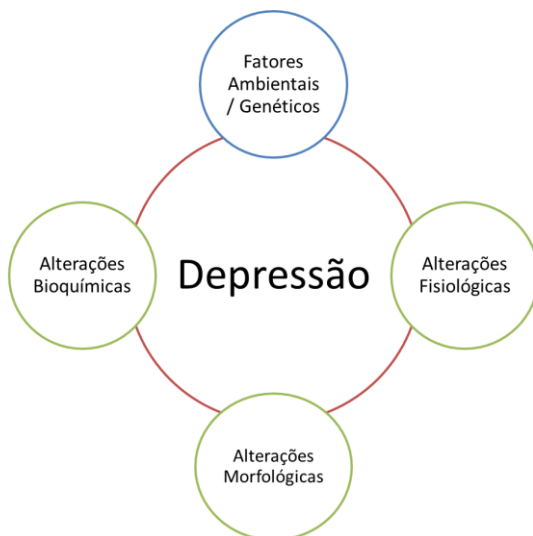 Fatores
Ambientais
/ Genéticos
Alterações
Bioquímicas
Depressão
Alterações
Fisiológicas
Alterações
Morfológicas